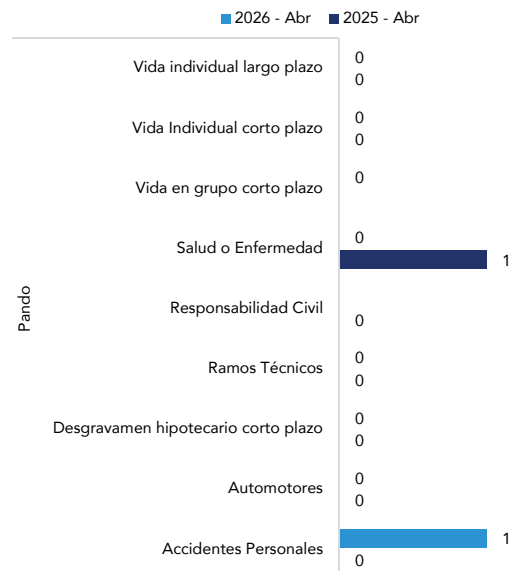 2026 - Abr 2025 - Abr
Vida individual largo plazo 0
0
Vida Individual corto plazo 0
0
Vida en grupo corto plazo 0
Salud o Enfermedad 0
1
Pando
Responsabilidad Civil 0
Ramos Técnicos 0
0
Desgravamen hipotecario corto plazo 0
0
Automotores 0
0
Accidentes Personales 1
0